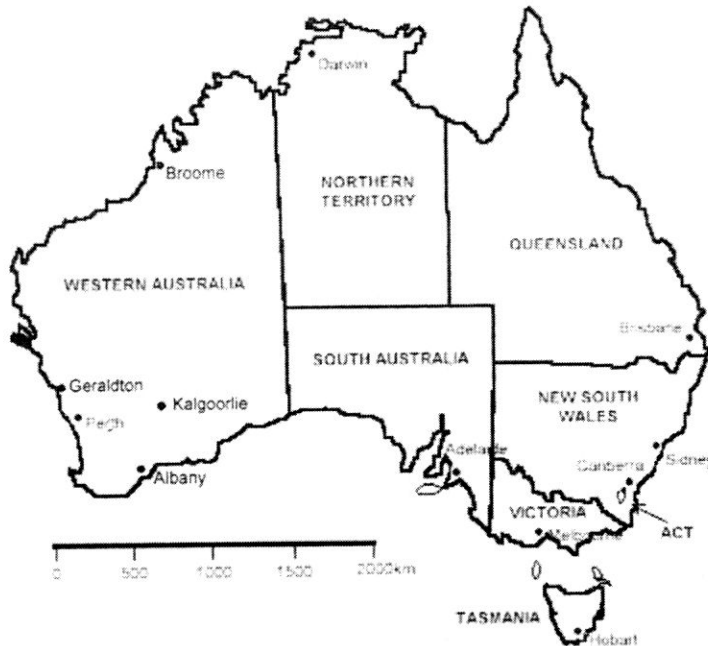 Darwin
Broome
NORTHERN
TERRITORY
QUEENSLAND
WESTERN AUSTRALIA
Brisbane
SOUTH AUSTRALIA
Geraldton
Kalgoorlie
NEW SOUTH
WALES
Adelaide
Sidney
Canberra
Albany
VICTORIA
Melbourne
ACT
0 500 1000 1500 2000km
TASMANIA
Hobart